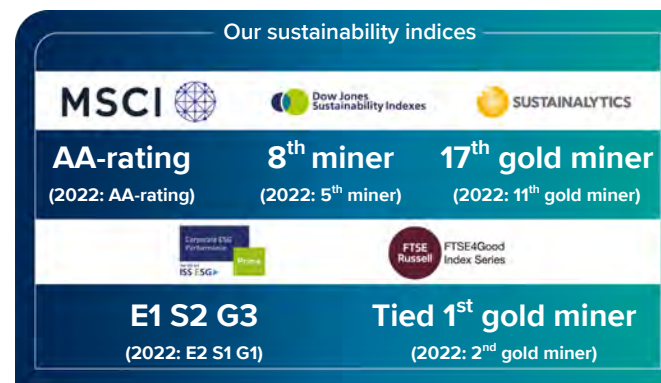 Our sustainability indices
MSCI
Dow Jones
Sustainability Indexes
SUSTAINALYTICS
AA-rating
(2022: AA-rating)
8th miner
(2022: 5th miner)
17th gold miner
(2022: 11th gold miner)
Corporate ESG
Performance
Prime
ISS ESG
FTSE
Russell
FTSE4Good
Index Series
E1 S2 G3
(2022: E2 S1 G1)
Tied 1st gold miner
(2022: 2nd gold miner)